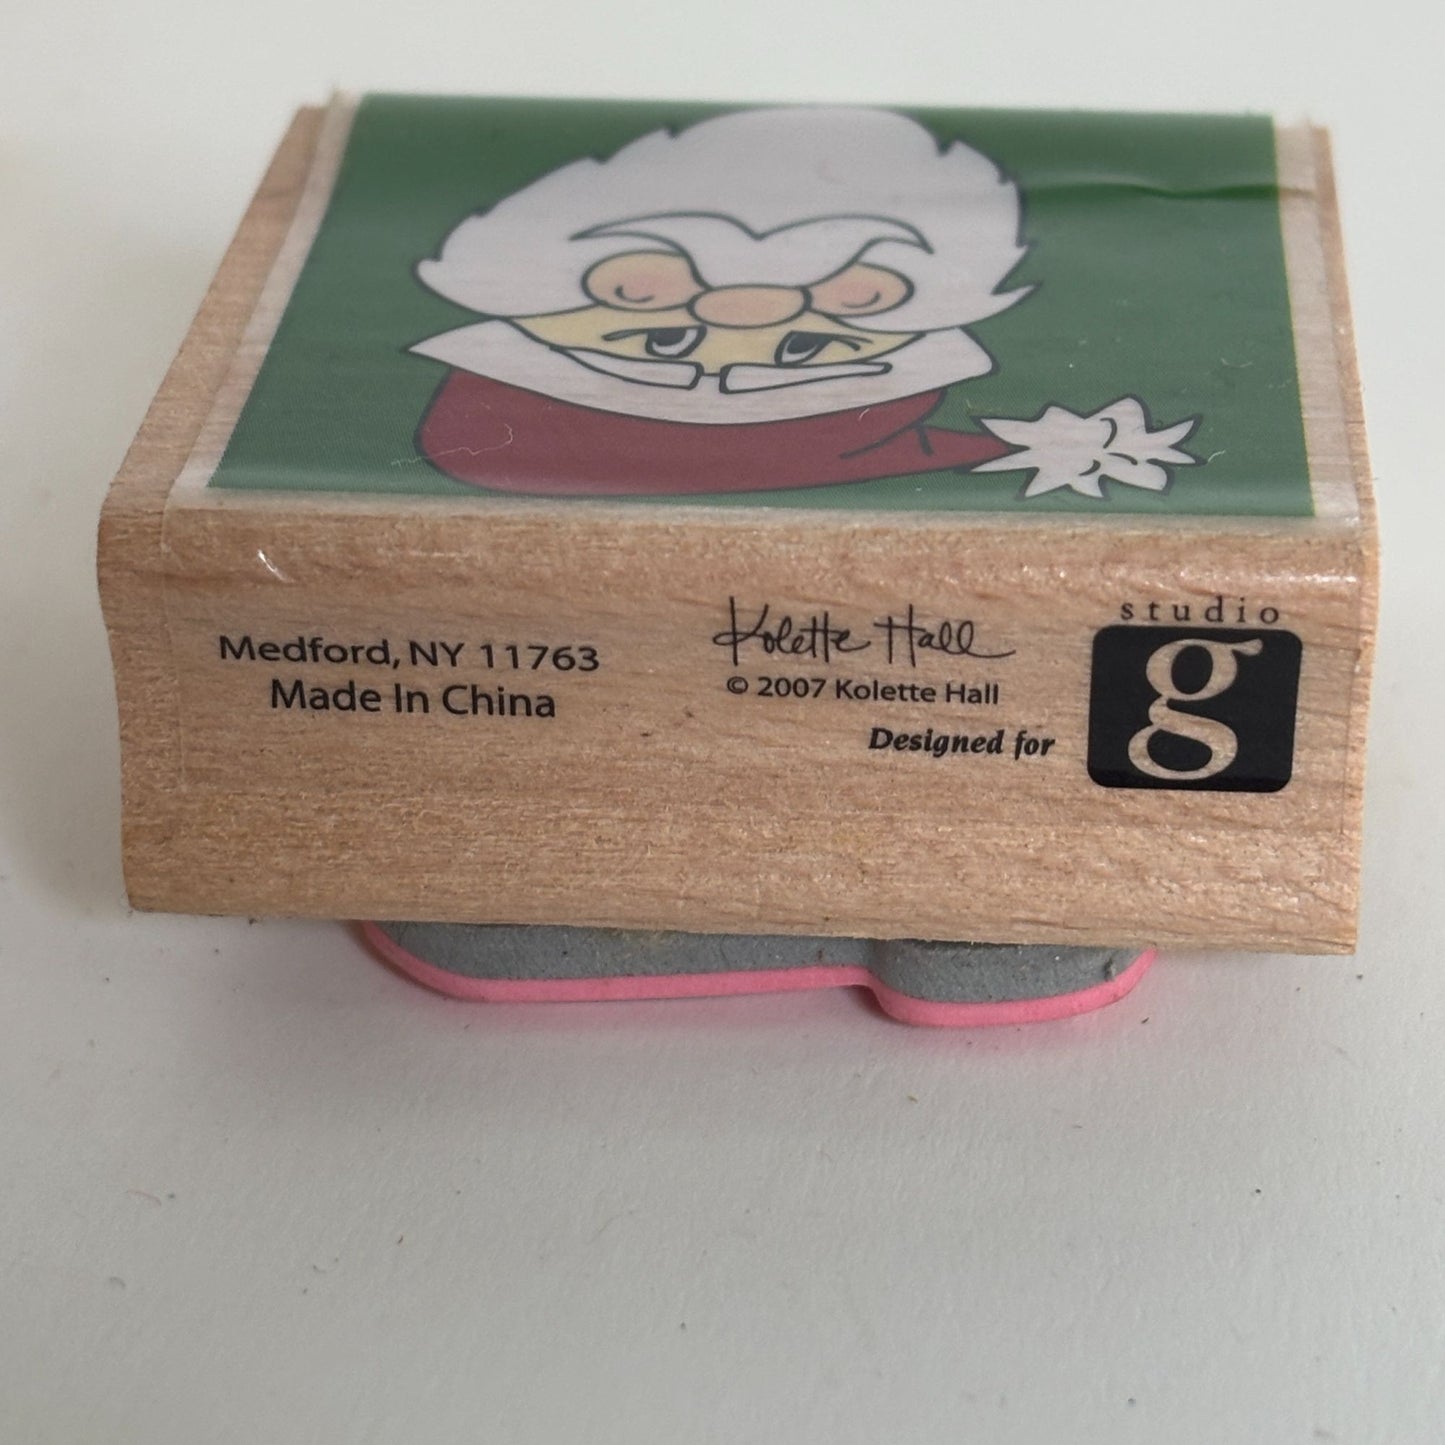 Medford, NY 11763
Made In China
Kolette Hall
© 2007 Kolette Hall
Designed for
studio
g